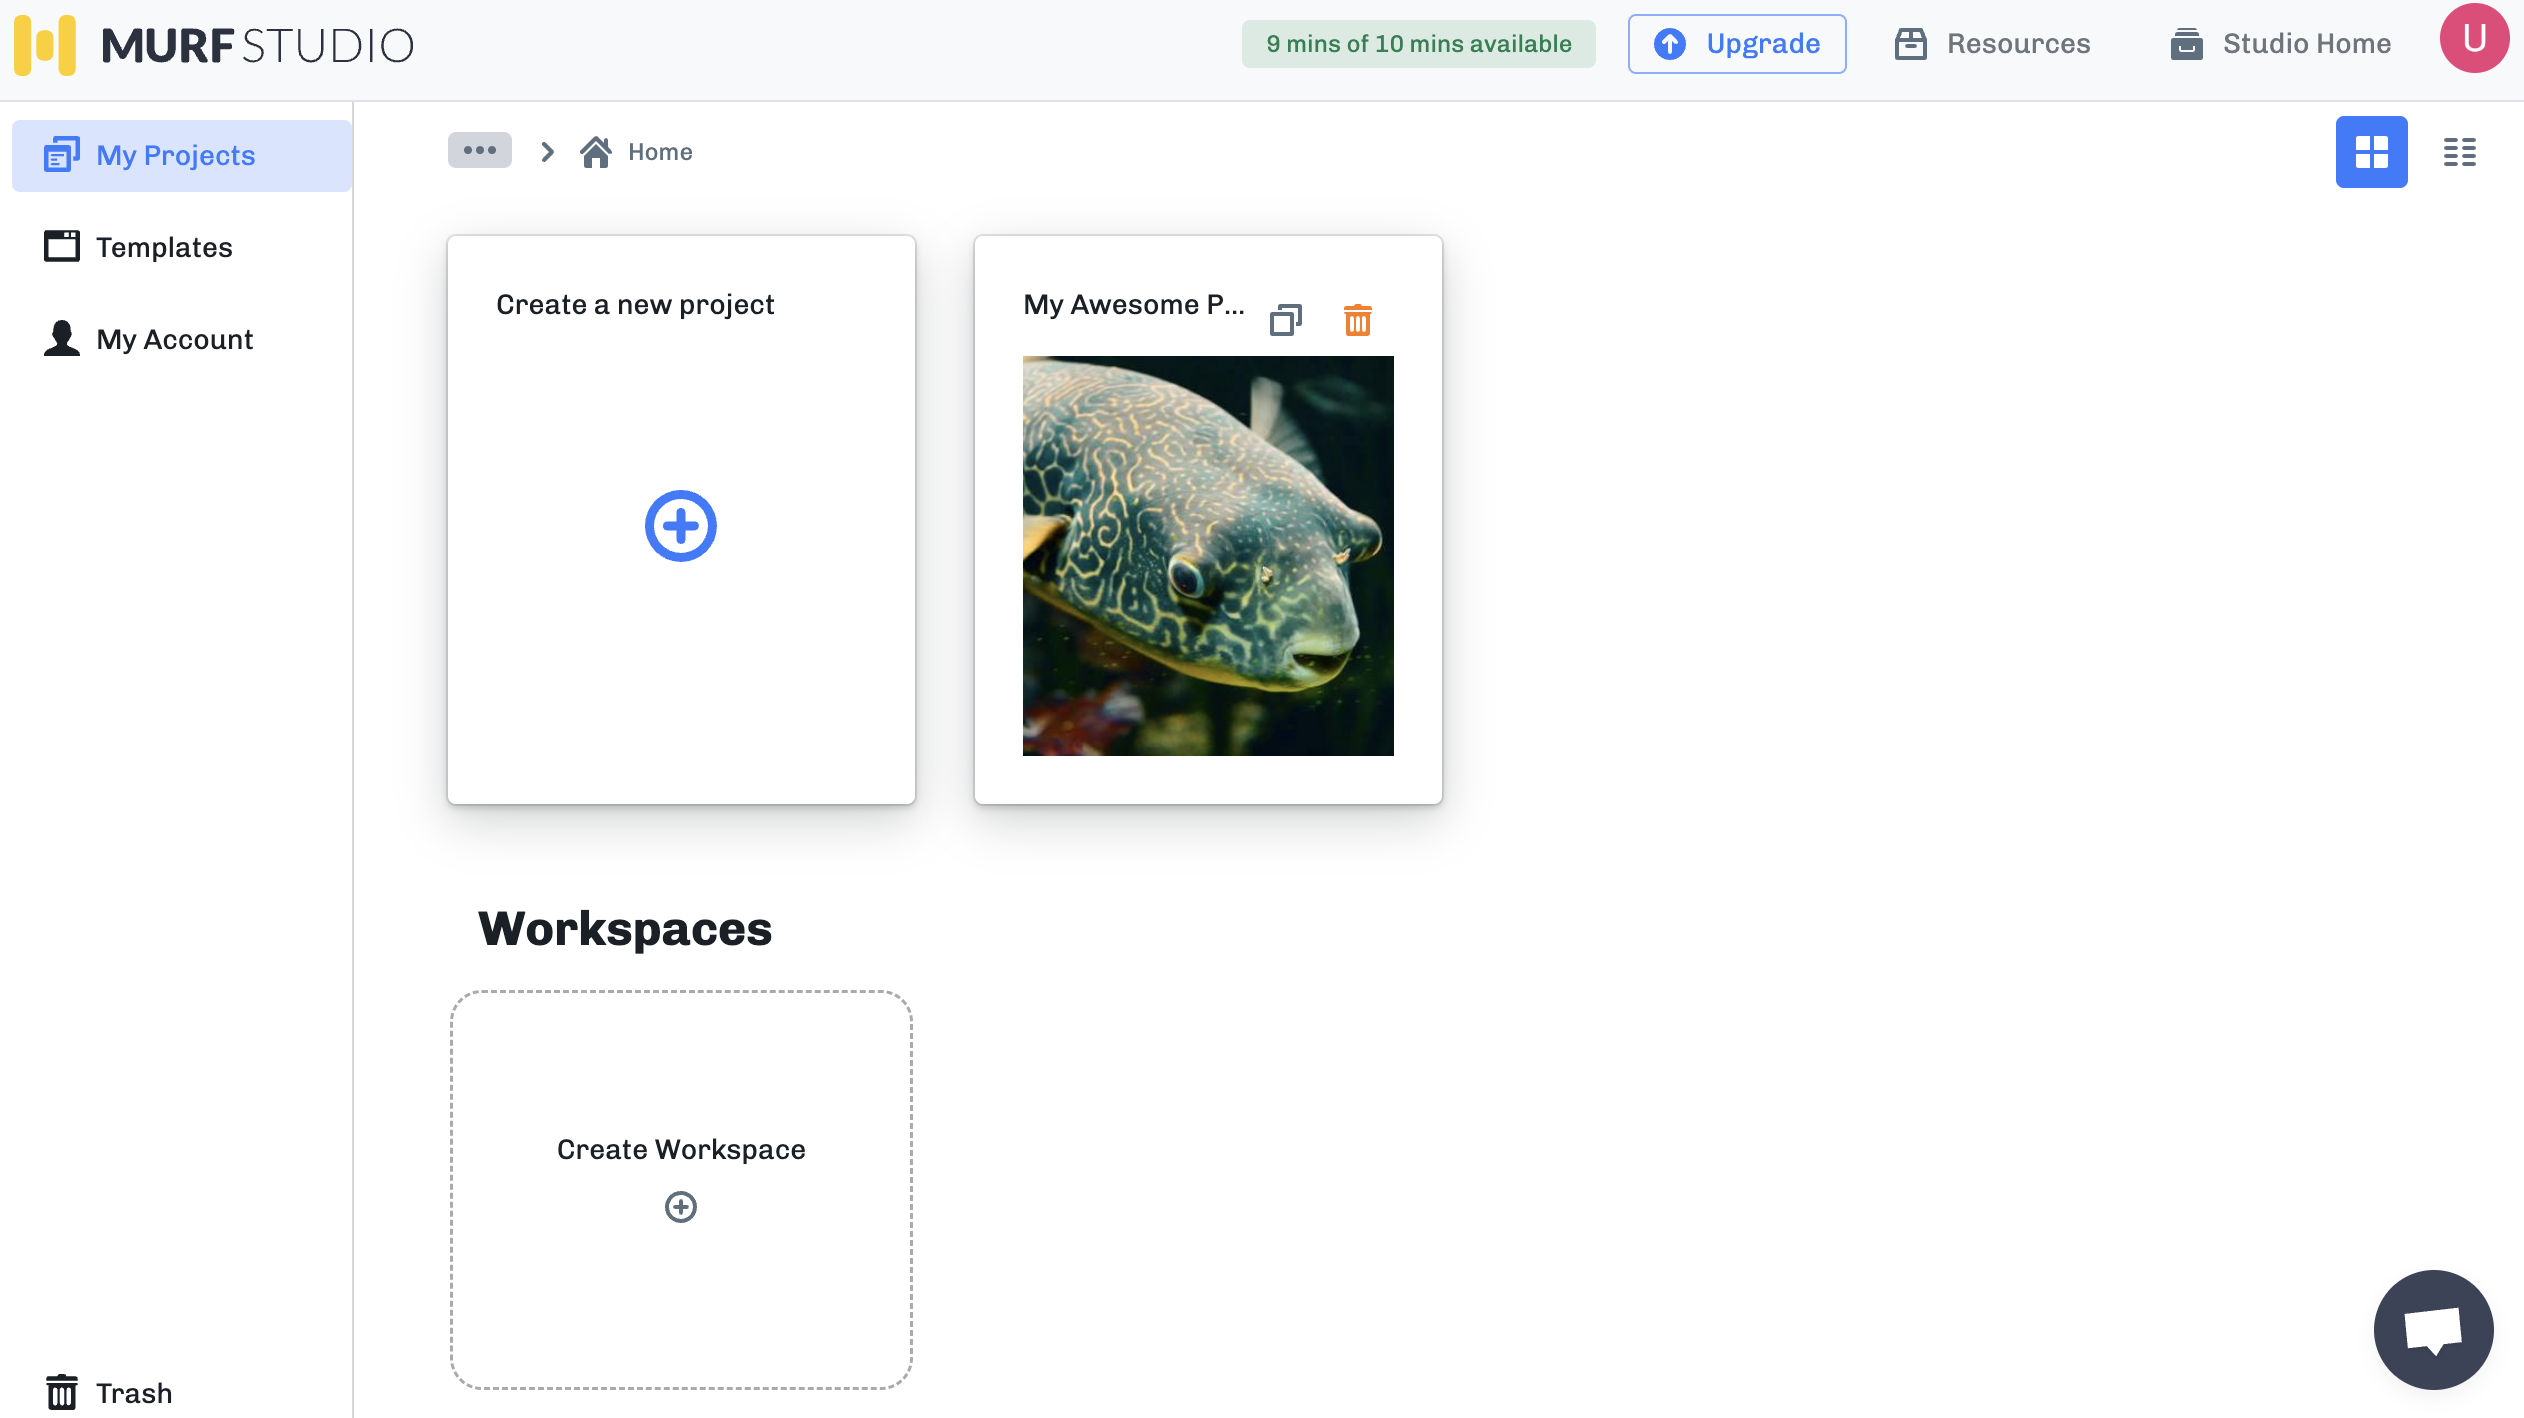 MURF STUDIO
9 mins of 10 mins available
Upgrade
Resources
Studio Home
U
My Projects
Templates
My Account
Home
Create a new project
My Awesome P...
Workspaces
Create Workspace
Trash